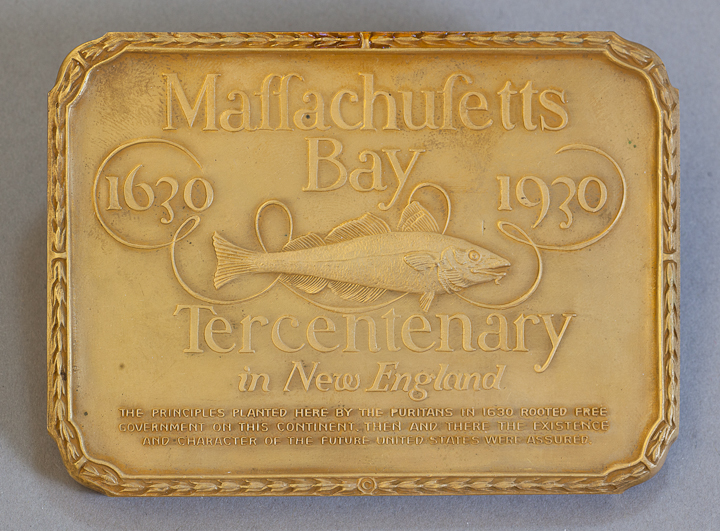 Maſſachuſetts
Bay
1630 1930
Tercentenary
in New England
THE PRINCIPLES PLANTED HERE BY THE PURITANS IN 1630 ROOTED FREE
GOVERNMENT ON THIS CONTINENT. THEN AND THERE THE EXISTENCE
AND CHARACTER OF THE FUTURE UNITED STATES WERE ASSURED.
©